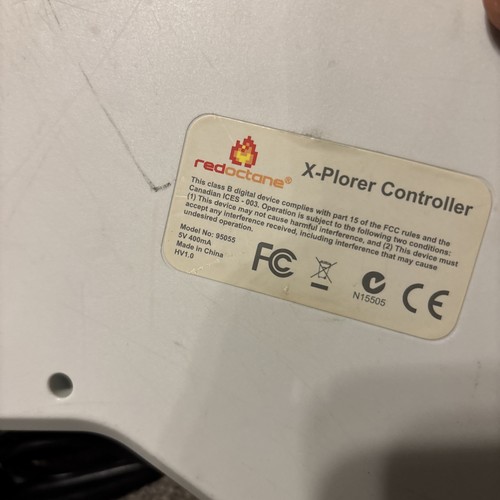 redoctane®
X-Plorer Controller
This class B digital device complies with part 15 of the FCC rules and the
Canadian ICES - 003. Operation is subject to the following two conditions:
(1) This device may not cause harmful interference, and (2) This device must
accept any interference received, including interference that may cause
undesired operation.
Model No: 95055
5V 400mA
Made in China
HV1.0
FC
N15505
CE